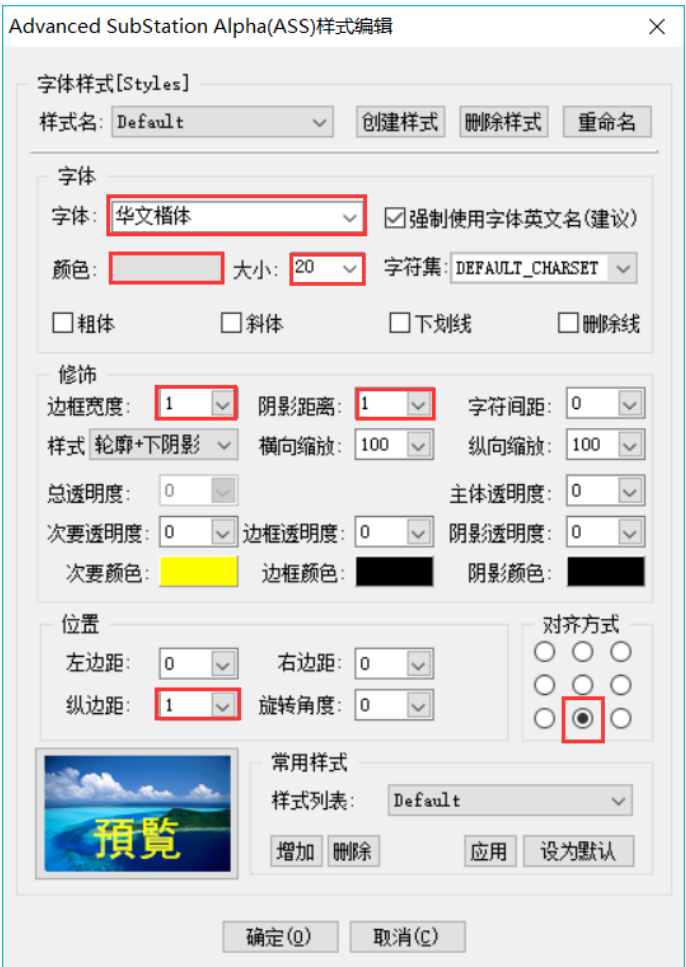 Advanced SubStation Alpha(ASS)样式编辑
字体样式[Styles]
样式名: Default 创建样式 删除样式 重命名
字体
字体: 华文楷体 强制使用字体英文名(建议)
颜色: 大小: 20 字符集: DEFAULT_CHARSET
粗体 斜体 下划线 删除线
修饰
边框宽度: 1 阴影距离: 1 字符间距: 0
样式 轮廓+下阴影 横向缩放: 100 纵向缩放: 100
总透明度: 0 主体透明度: 0
次要透明度: 0 边框透明度: 0 阴影透明度: 0
次要颜色: 边框颜色: 阴影颜色:
位置 对齐方式
左边距: 0 右边距: 0
纵边距: 1 旋转角度: 0
常用样式
样式列表: Default
預覧
增加 删除 应用 设为默认
确定(O) 取消(C)